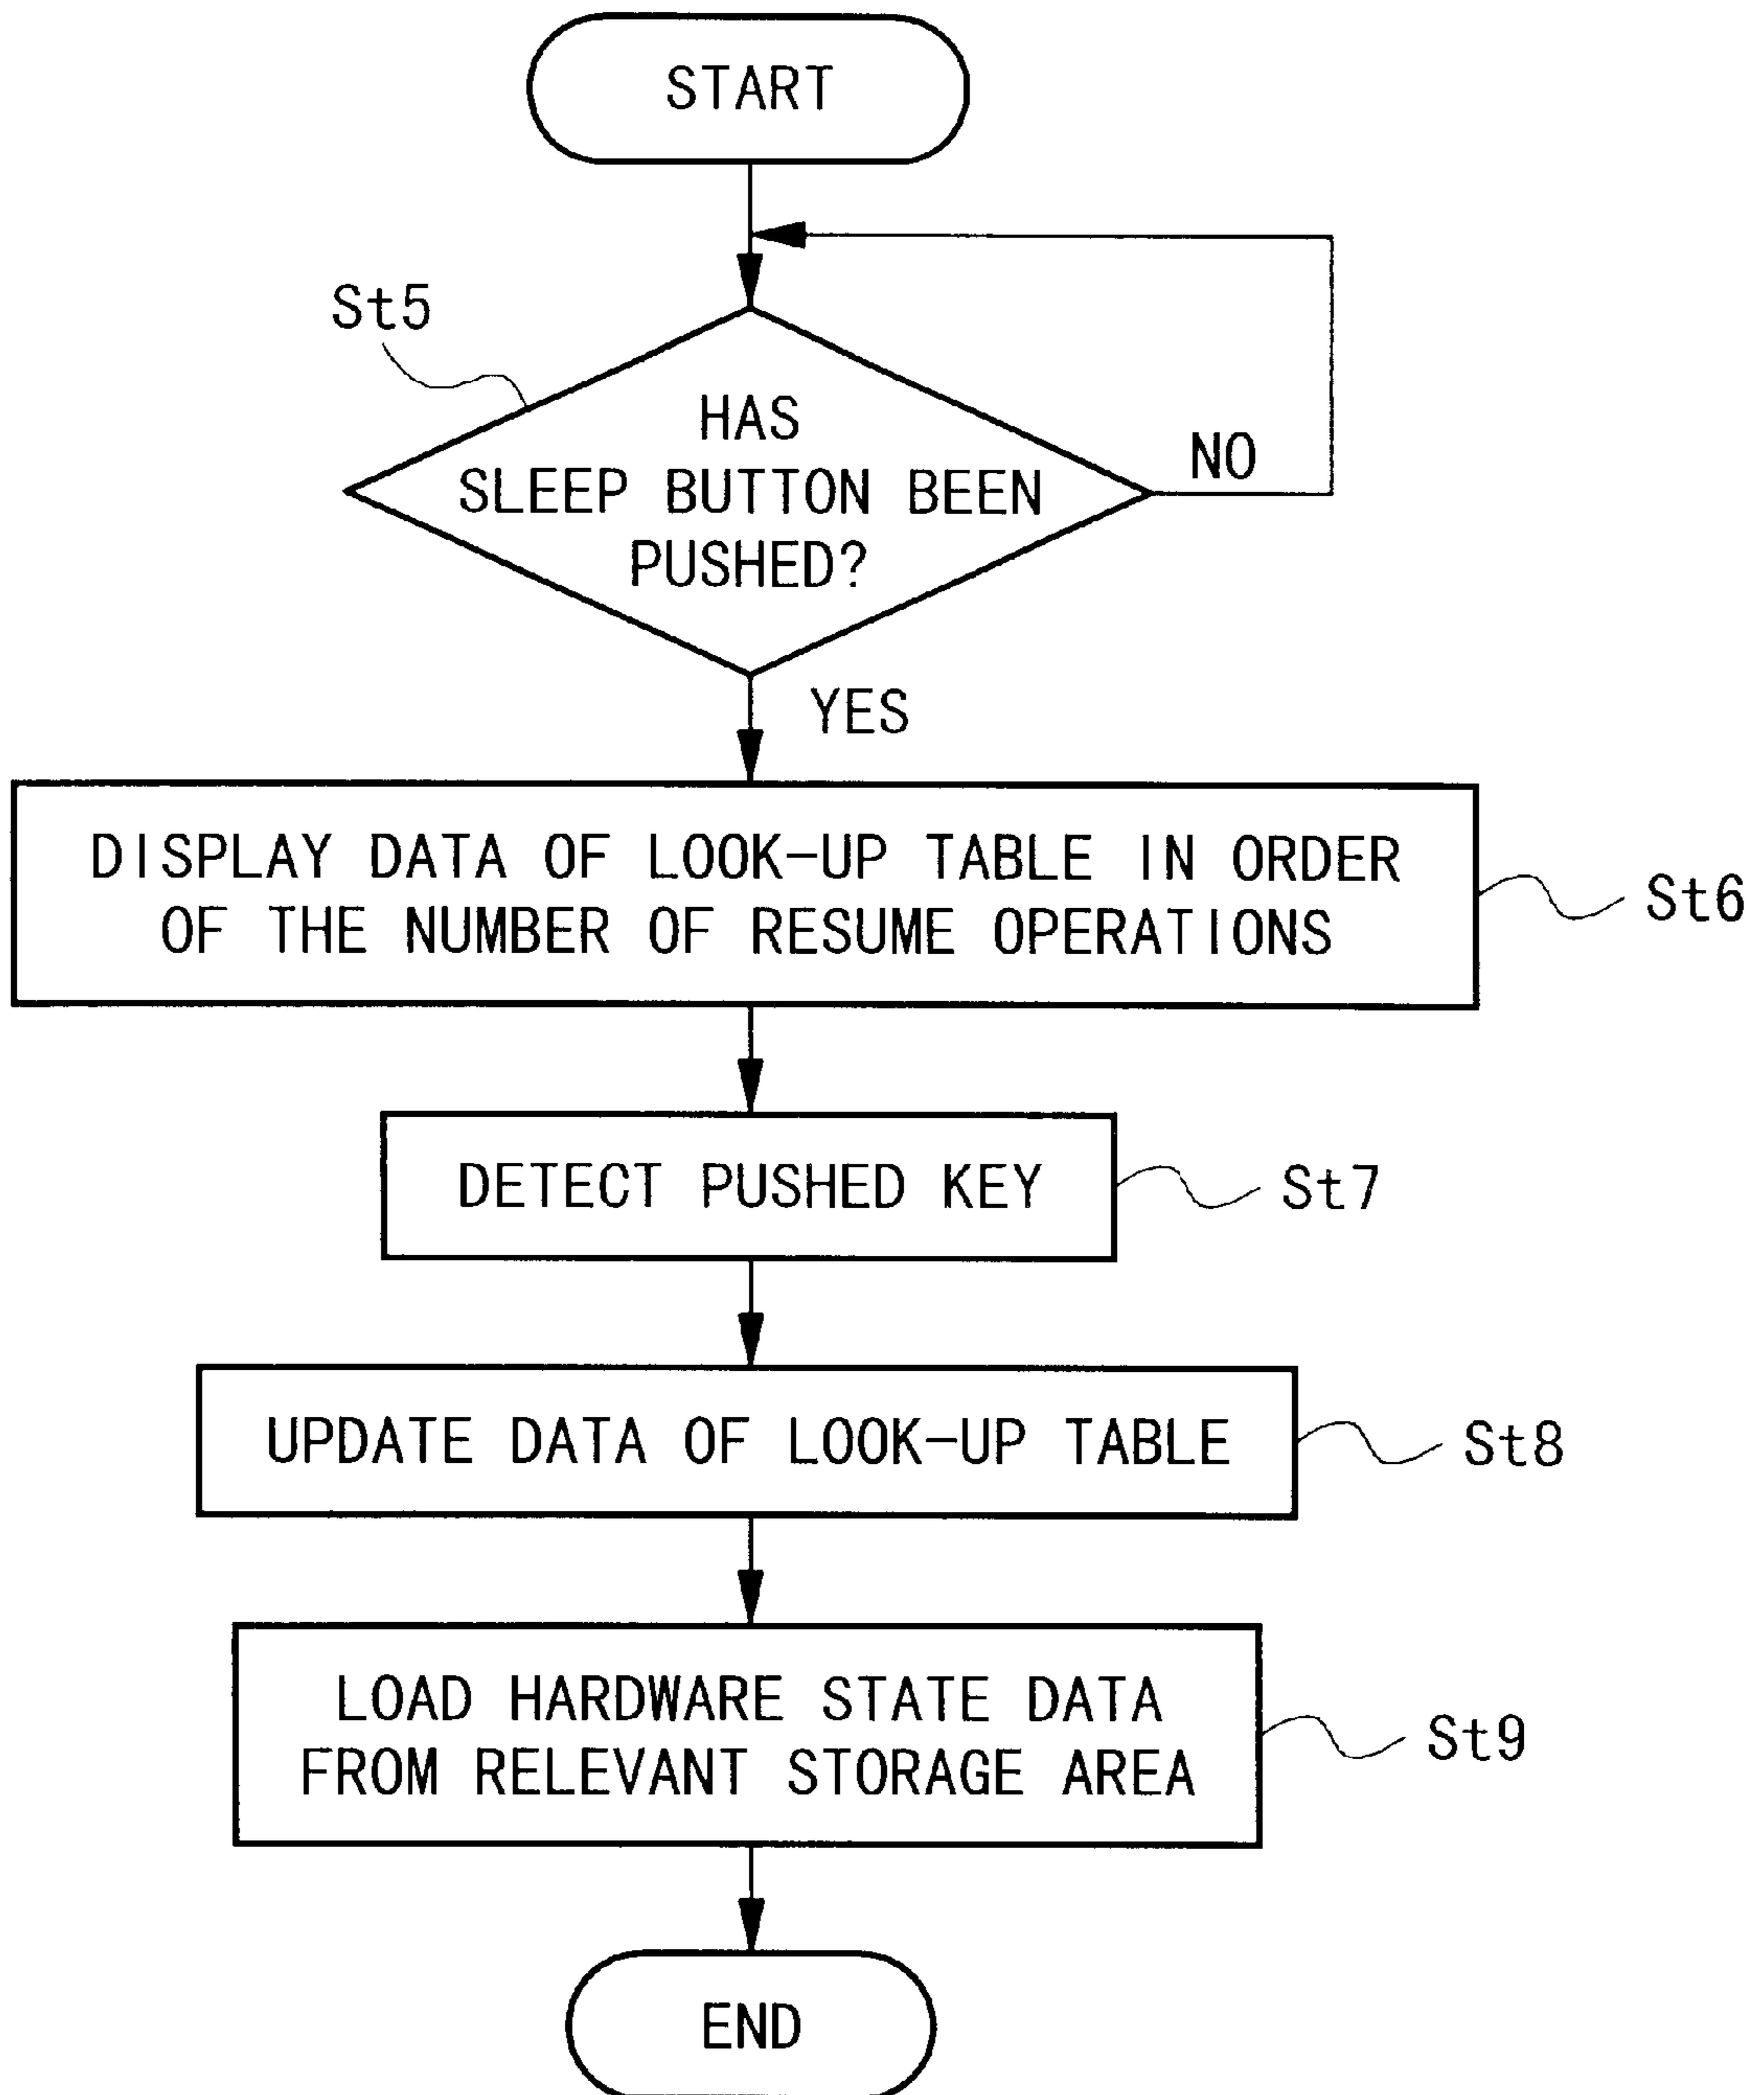 START
St5
HAS
SLEEP BUTTON BEEN
PUSHED?
NO
YES
DISPLAY DATA OF LOOK-UP TABLE IN ORDER
OF THE NUMBER OF RESUME OPERATIONS
St6
DETECT PUSHED KEY
St7
UPDATE DATA OF LOOK-UP TABLE
St8
LOAD HARDWARE STATE DATA
FROM RELEVANT STORAGE AREA
St9
END